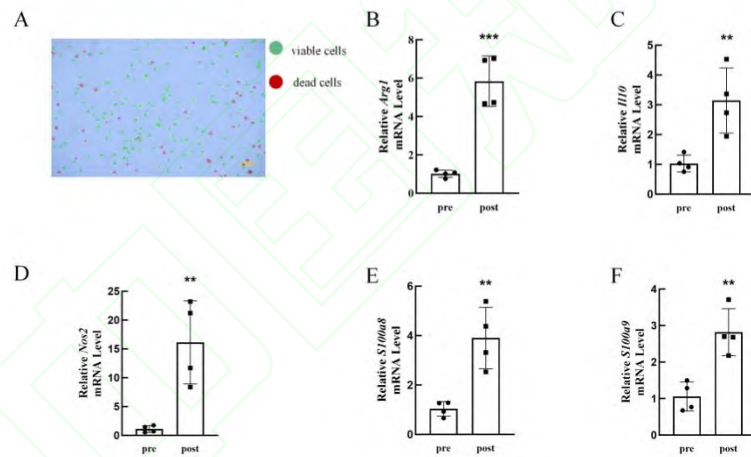 A
viable cells
dead cells
B
Relative Arg1
mRNA Level
***
8
6
4
2
0
pre post
C
Relative Il10
mRNA Level
**
5
4
3
2
1
0
pre post
D
Relative Nos2
mRNA Level
**
25
20
15
10
5
0
pre post
E
Relative S100a8
mRNA Level
**
6
4
2
0
pre post
F
Relative S100a9
mRNA Level
**
4
3
2
1
0
pre post